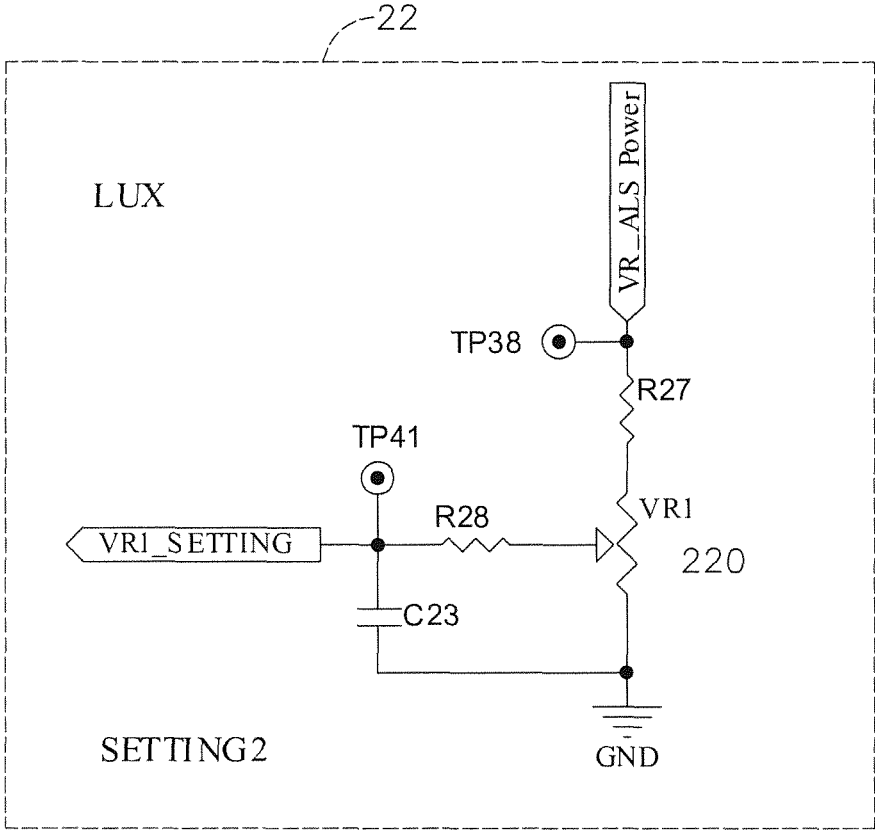 22
VR_ALS Power
LUX
TP38
R27
TP41
VR1
R28
VR1_SETTING
220
C23
SETTING2
GND